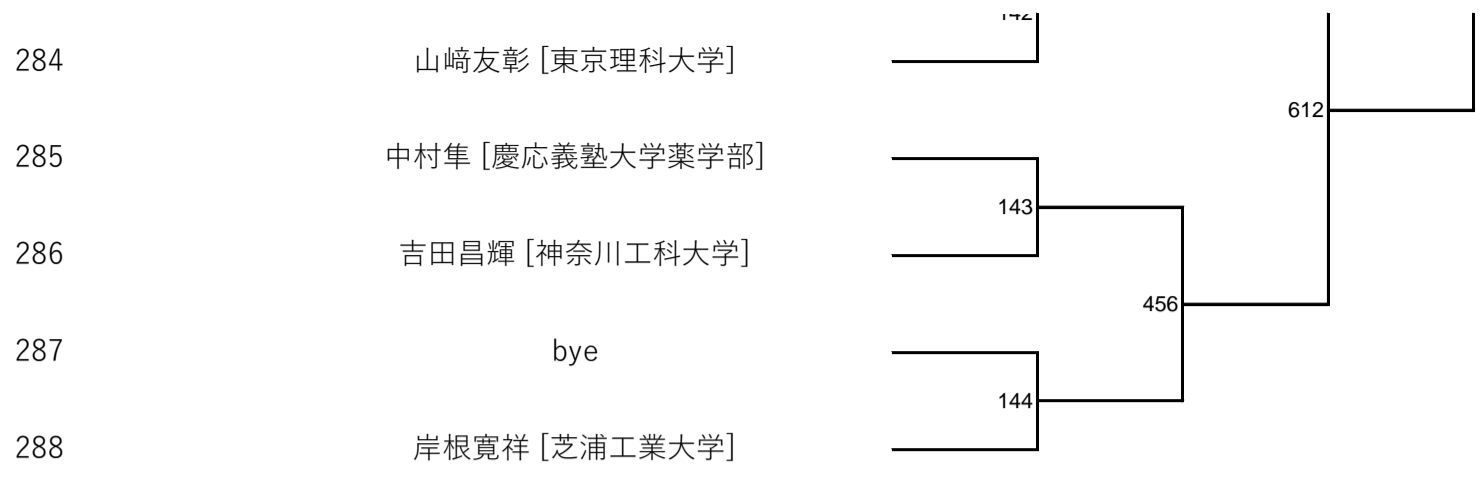 142
284 山﨑友彰 [東京理科大学]
612
285 中村隼 [慶応義塾大学薬学部]
143
286 吉田昌輝 [神奈川工科大学]
456
287 bye
144
288 岸根寛祥 [芝浦工業大学]